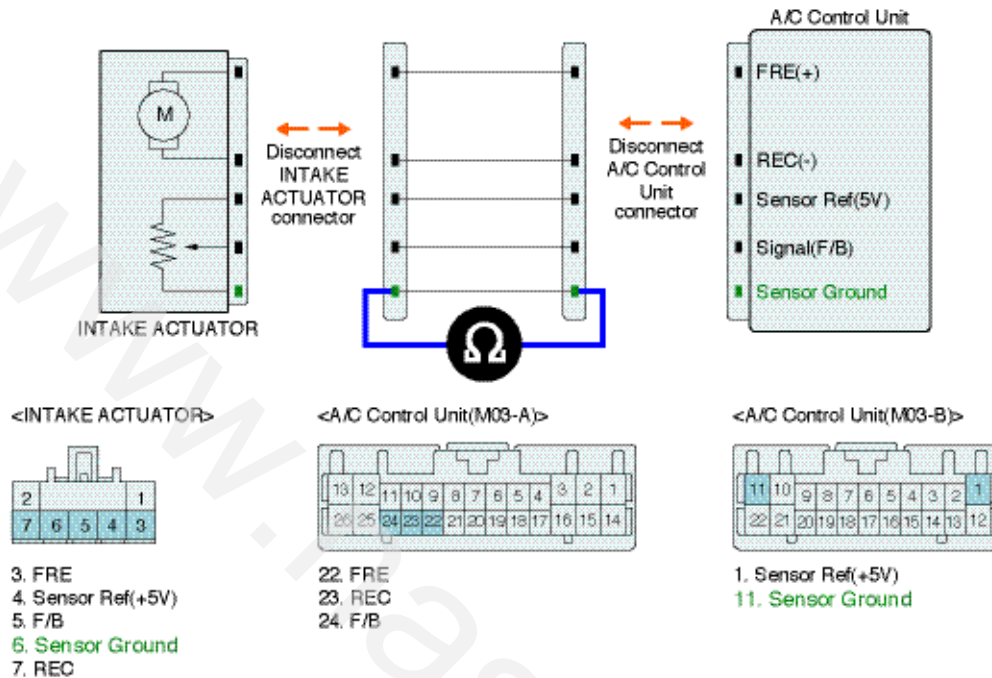 A/C Control Unit
FRE(+)
M
Disconnect
INTAKE
ACTUATOR
connector
Disconnect
A/C Control
Unit
connector
REC(-)
Sensor Ref(5V)
Signal(F/B)
Sensor Ground
INTAKE ACTUATOR
Ω
<INTAKE ACTUATOR>
2 1
7 6 5 4 3
3. FRE
4. Sensor Ref(+5V)
5. F/B
6. Sensor Ground
7. REC
<A/C Control Unit(M03-A)>
13 12 11 10 9 8 7 6 5 4 3 2 1
26 25 24 23 22 21 20 19 18 17 16 15 14
22. FRE
23. REC
24. F/B
<A/C Control Unit(M03-B)>
11 10 9 8 7 6 5 4 3 2 1
22 21 20 19 18 17 16 15 14 13 12
1. Sensor Ref(+5V)
11. Sensor Ground